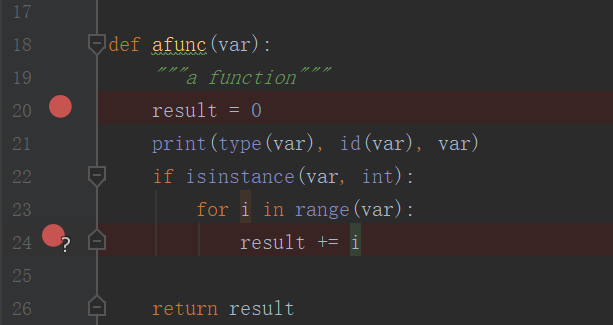 17
18 def afunc(var):
19 """a function"""
20 result = 0
21 print(type(var), id(var), var)
22 if isinstance(var, int):
23 for i in range(var):
24 ? result += i
25
26 return result